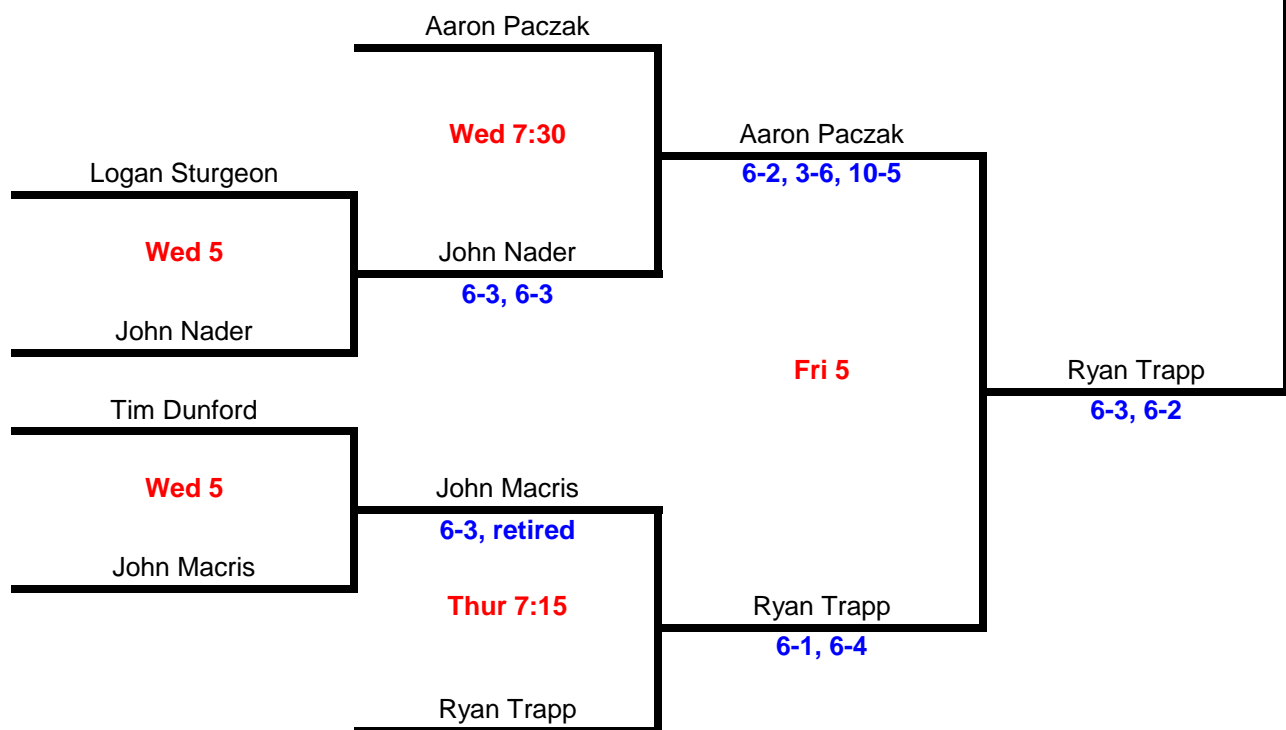 Aaron Paczak
Wed 7:30
Aaron Paczak
6-2, 3-6, 10-5
Logan Sturgeon
Wed 5
John Nader
6-3, 6-3
John Nader
Fri 5
Ryan Trapp
6-3, 6-2
Tim Dunford
Wed 5
John Macris
6-3, retired
John Macris
Thur 7:15
Ryan Trapp
6-1, 6-4
Ryan Trapp